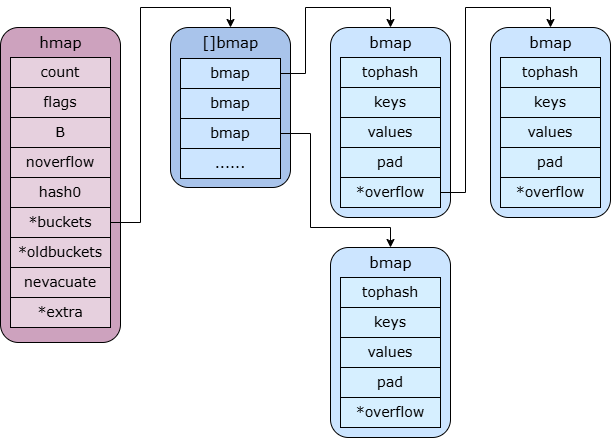 hmap
count
flags
B
noverflow
hash0
*buckets
*oldbuckets
nevacuate
*extra
[]bmap
bmap
bmap
bmap
......
bmap
tophash
keys
values
pad
*overflow
bmap
tophash
keys
values
pad
*overflow
bmap
tophash
keys
values
pad
*overflow